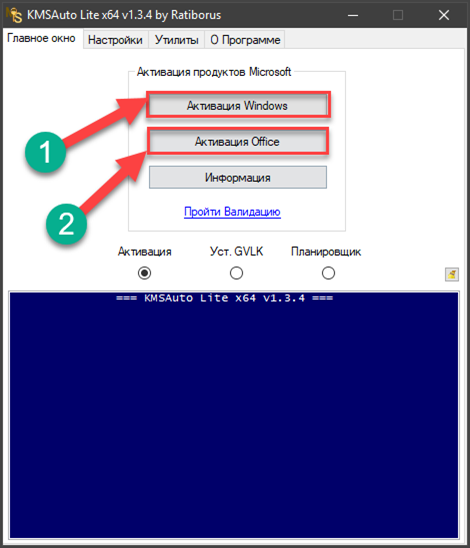 KMSAuto Lite x64 v1.3.4 by Ratiborus
Главное окно Настройки Утилиты О Программе
Активация продуктов Microsoft
Активация Windows
1
Активация Office
2
Информация
Пройти Валидацию
Активация Уст. GVLK Планировщик
=== KMSAuto Lite x64 v1.3.4 ===